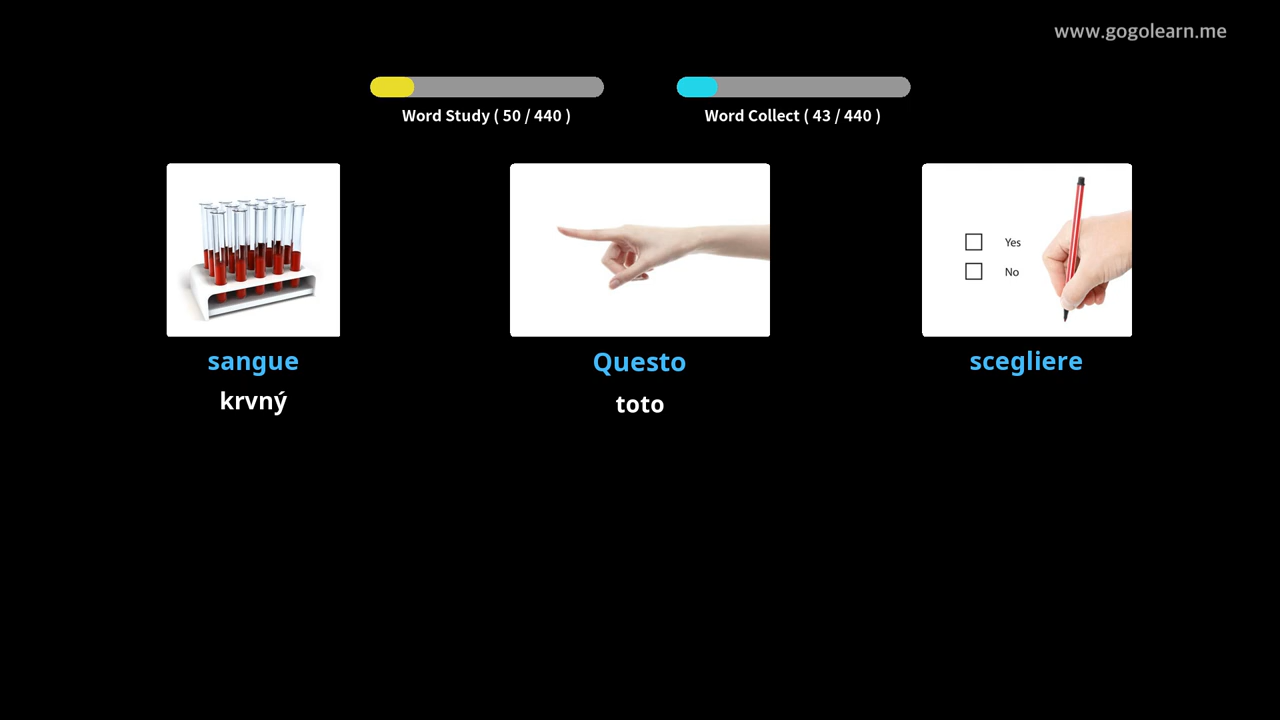 www.gogolearn.me
Word Study ( 50 / 440 )
Word Collect ( 43 / 440 )
Yes
No
sangue
Questo
scegliere
krvný
toto